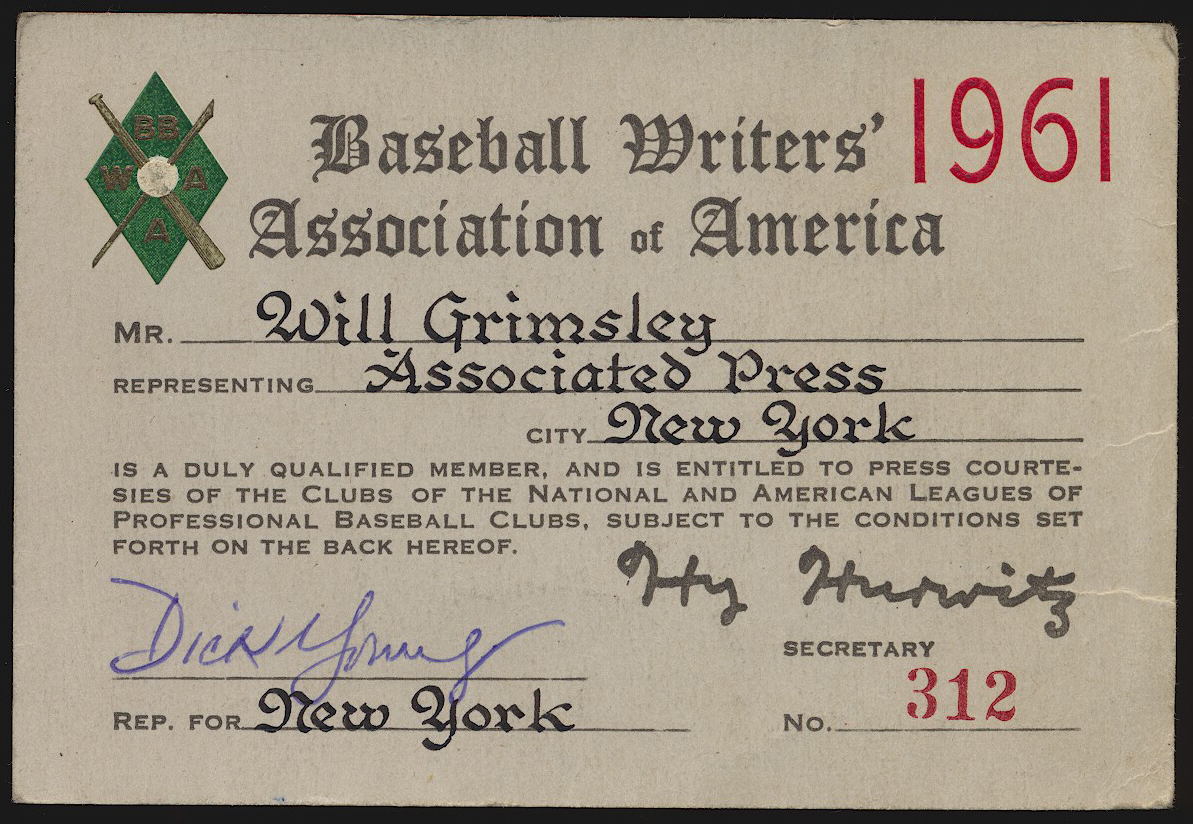 1961
BB
W A
A
Baseball Writers'
Association of America
MR. Will Grimsley
REPRESENTING Associated Press
CITY New York
IS A DULY QUALIFIED MEMBER, AND IS ENTITLED TO PRESS COURTE-
SIES OF THE CLUBS OF THE NATIONAL AND AMERICAN LEAGUES OF
PROFESSIONAL BASEBALL CLUBS, SUBJECT TO THE CONDITIONS SET
FORTH ON THE BACK HEREOF.
Hy Hurwitz
SECRETARY
Dick Young
REP. FOR New York
No. 312